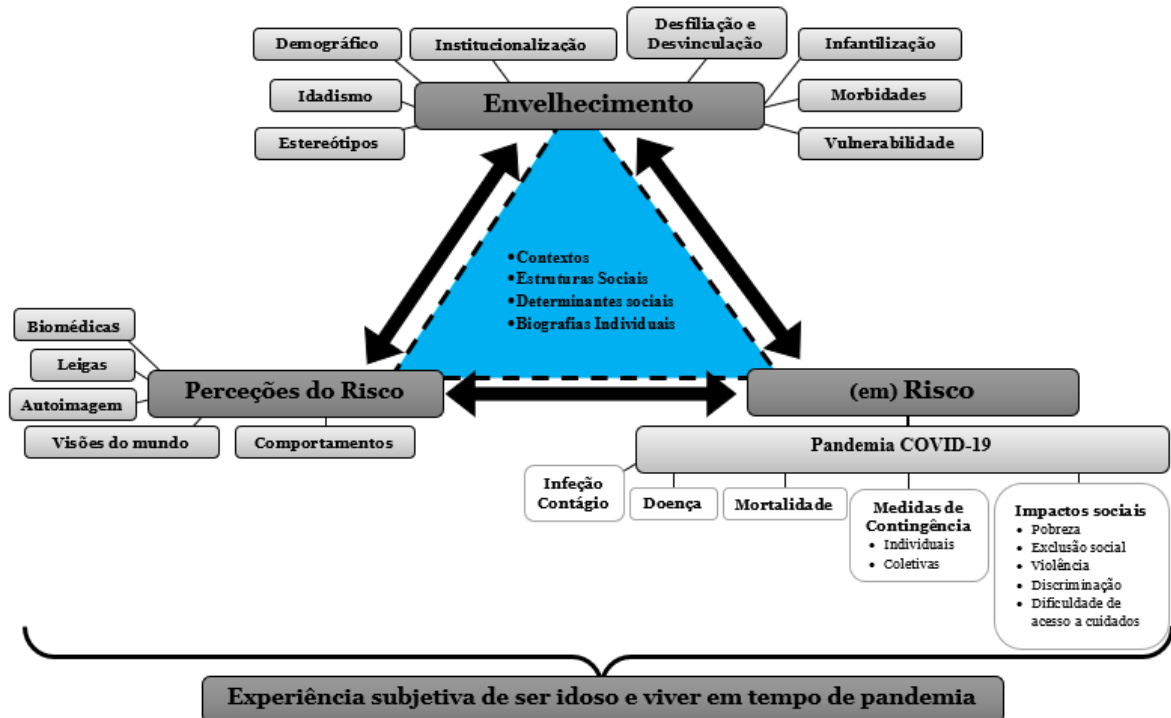 Demográfico
Institucionalização
Desfiliação e
Desvinculação
Infantilização
Idadismo
Envelhecimento
Morbidades
Estereótipos
Vulnerabilidade
•Contextos
•Estruturas Sociais
•Determinantes sociais
•Biografias Individuais
Biomédicas
Leigas
Autoimagem
Perceções do Risco
Visões do mundo
Comportamentos
(em) Risco
Pandemia COVID-19
Infeção
Contágio
Doença
Mortalidade
Medidas de
Contingência
• Individuais
• Coletivas
Impactos sociais
• Pobreza
• Exclusão social
• Violência
• Discriminação
• Dificuldade de
acesso a cuidados
Experiência subjetiva de ser idoso e viver em tempo de pandemia